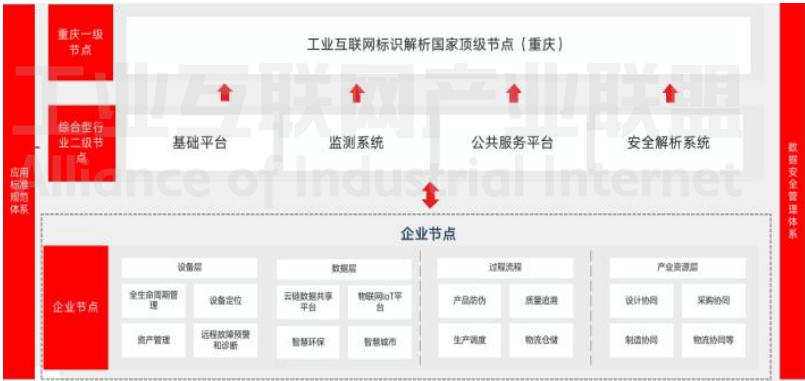 重庆一级
节点
工业互联网标识解析国家顶级节点（重庆）
工业互联网产业联盟
Alliance of Industrial Internet
综合型行
业二级节
点
基础平台
监测系统
公共服务平台
安全解析系统
应用
标准
规范
体系
数据安全管理体系
企业节点
企业节点
设备层
全生命周期管
理
设备定位
资产管理
远程故障预警
和诊断
数据层
云链数据共享
平台
物联网IoT平
台
智慧环保
智慧城市
过程流程
产品防伪
质量追溯
生产调度
物流仓储
产业资源层
设计协同
采购协同
制造协同
物流协同等